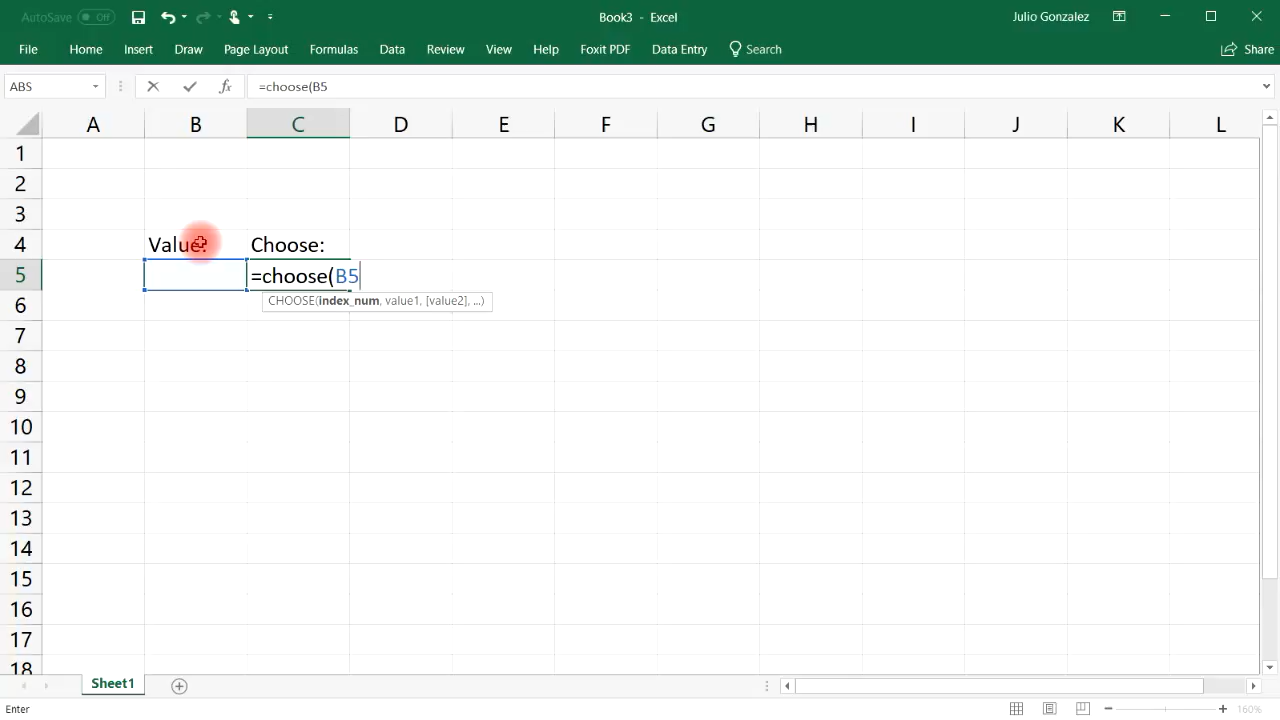 AutoSave Off Book3 - Excel Julio Gonzalez
File Home Insert Draw Page Layout Formulas Data Review View Help Foxit PDF Data Entry Search Share
ABS fx =choose(B5
A B C D E F G H I J K L
1
2
3
4 Value: Choose:
5 =choose(B5
CHOOSE(index_num, value1, [value2], ...)
6
7
8
9
10
11
12
13
14
15
16
17
18
Sheet1
Enter 160%